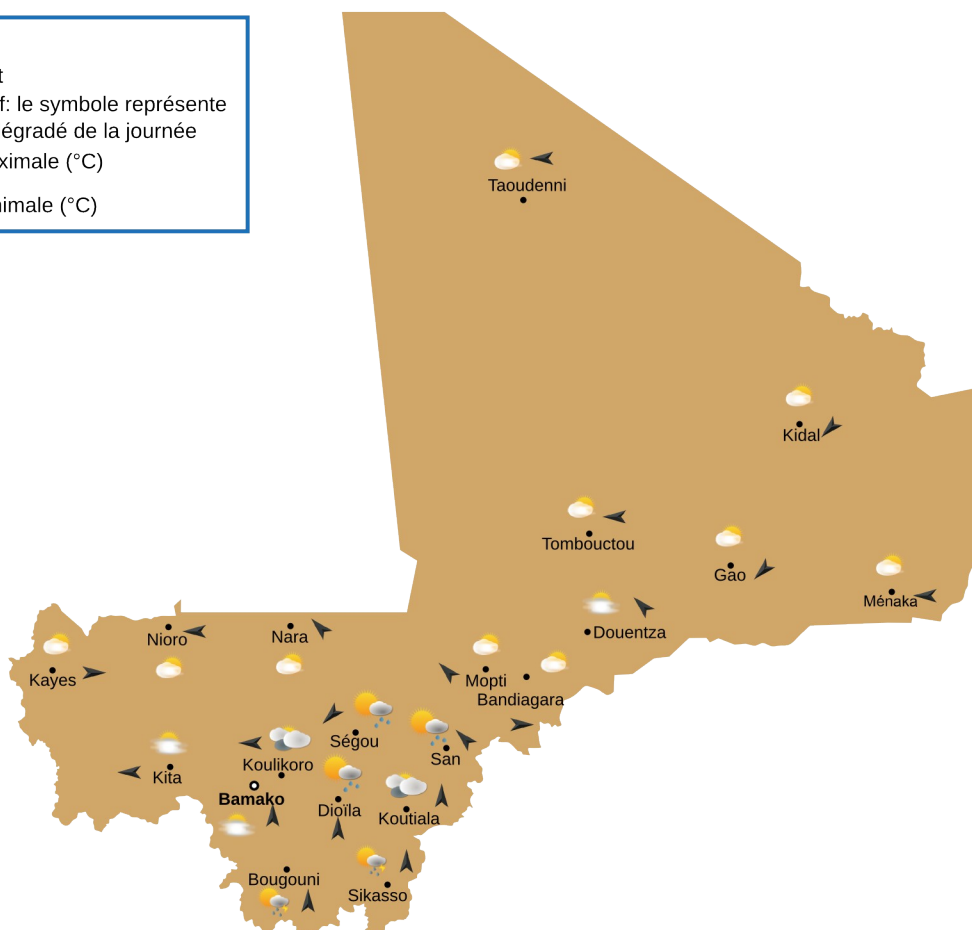 f: le symbole représente
égradé de la journée
ximale (°C)
imale (°C)
Taoudenni
Kidal
Tombouctou
Gao
Ménaka
Douentza
Nioro
Nara
Kayes
Mopti
Bandiagara
Ségou
San
Koulikoro
Kita
Bamako
Dioïla
Koutiala
Bougouni
Sikasso